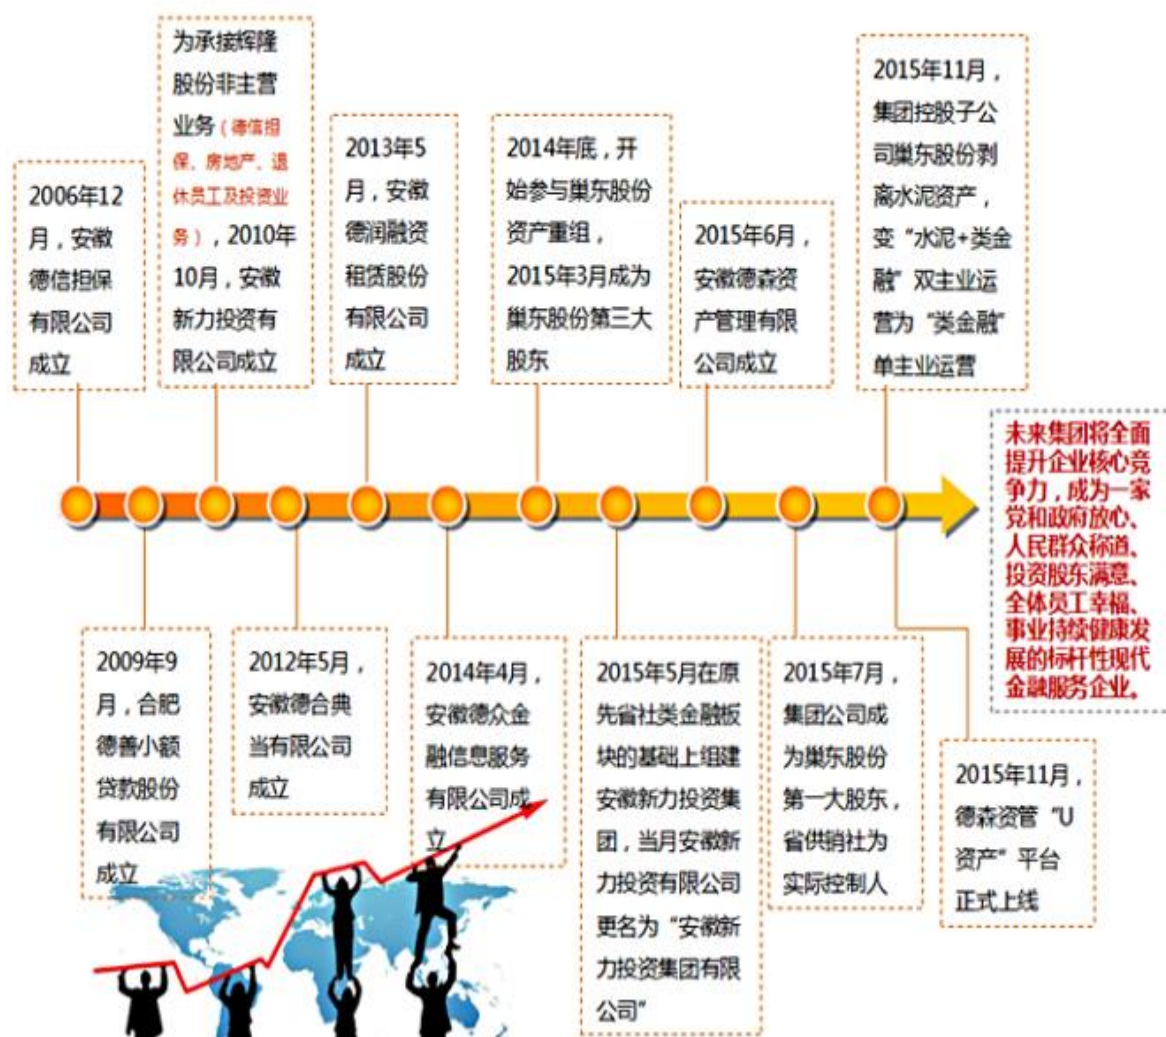 2006年12
月，安徽
德信担保
有限公司
成立
为承接辉隆
股份非主营
业务（德信担
保、房地产、退
休员工及投资业
务），2010年
10月，安徽
新力投资有
限公司成立
2013年5
月，安徽
德润融资
租赁股份
有限公司
成立
2014年底，开
始参与巢东股份
资产重组，
2015年3月成为
巢东股份第三大
股东
2015年6月，
安徽德森资
产管理有限
公司成立
2015年11月，
集团控股子公
司巢东股份剥
离水泥资产，
变“水泥+类金
融”双主业运
营为“类金融”
单主业运营
未来集团将全面
提升企业核心竞
争力，成为一家
党和政府放心、
人民群众称道、
投资股东满意、
全体员工幸福、
事业持续健康发
展的标杆性现代
金融服务企业。
2009年9
月，合肥
德善小额
贷款股份
有限公司
成立
2012年5月，
安徽德合典
当有限公司
成立
2014年4月，
安徽德众金
融信息服务
有限公司成
立
2015年5月在原
先省社类金融板
块的基础上组建
安徽新力投资集
团，当月安徽新
力投资有限公司
更名为“安徽新
力投资集团有限
公司”
2015年7月，
集团公司成
为巢东股份
第一大股东，
省供销社为
实际控制人
2015年11月，
德森资管“U
资产”平台
正式上线